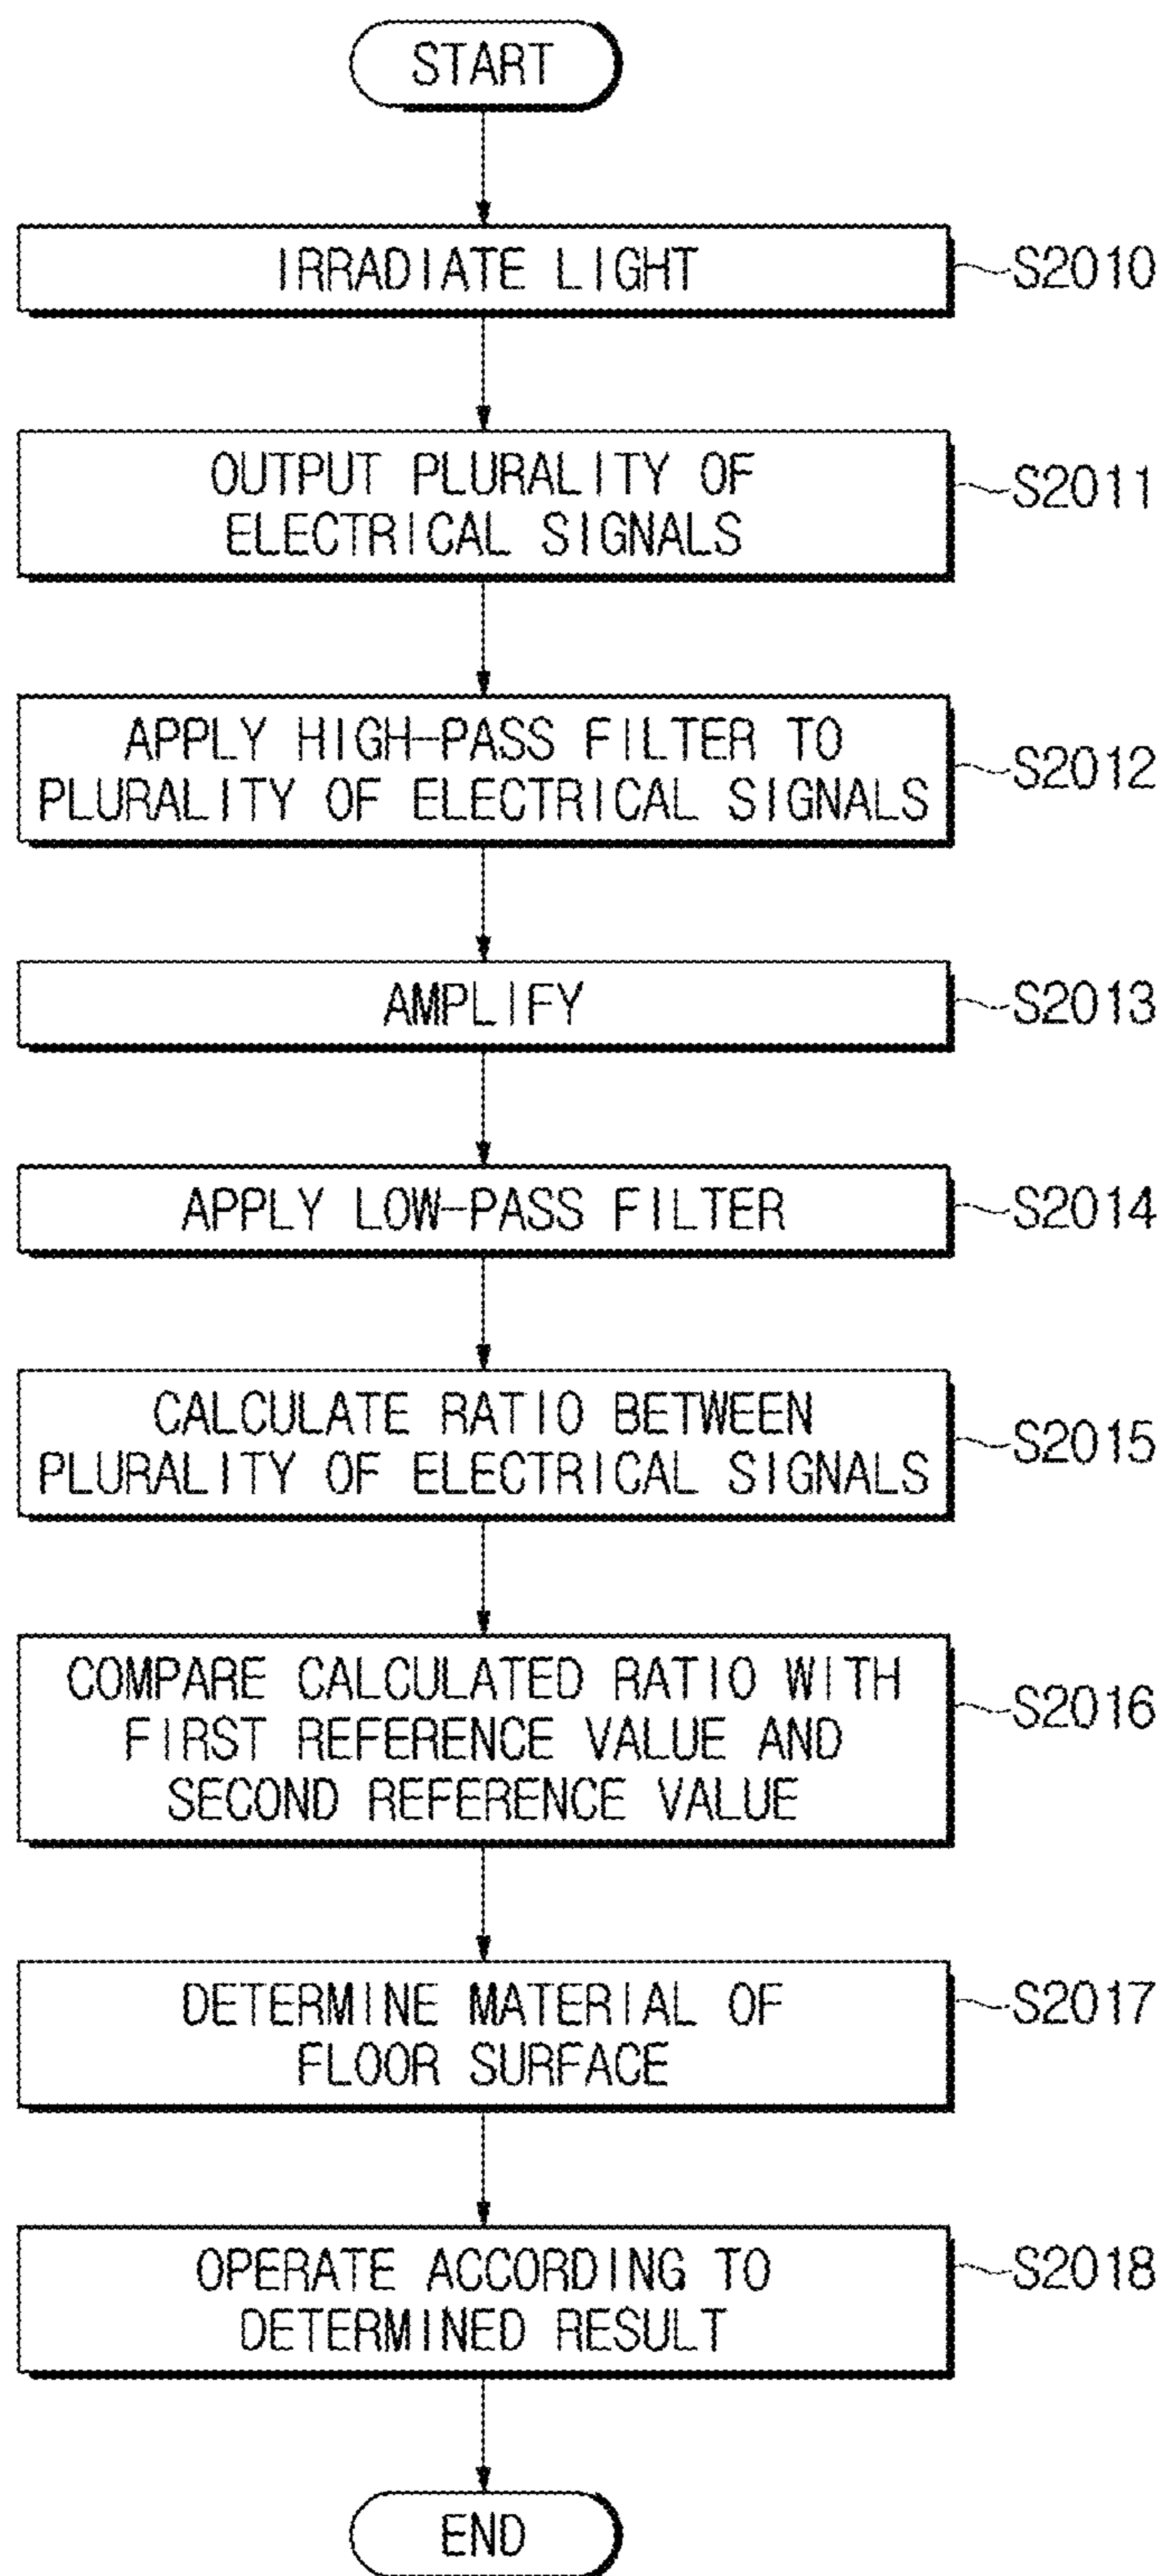 START
IRRADIATE LIGHT
S2010
OUTPUT PLURALITY OF
ELECTRICAL SIGNALS
S2011
APPLY HIGH-PASS FILTER TO
PLURALITY OF ELECTRICAL SIGNALS
S2012
AMPLIFY
S2013
APPLY LOW-PASS FILTER
S2014
CALCULATE RATIO BETWEEN
PLURALITY OF ELECTRICAL SIGNALS
S2015
COMPARE CALCULATED RATIO WITH
FIRST REFERENCE VALUE AND
SECOND REFERENCE VALUE
S2016
DETERMINE MATERIAL OF
FLOOR SURFACE
S2017
OPERATE ACCORDING TO
DETERMINED RESULT
S2018
END